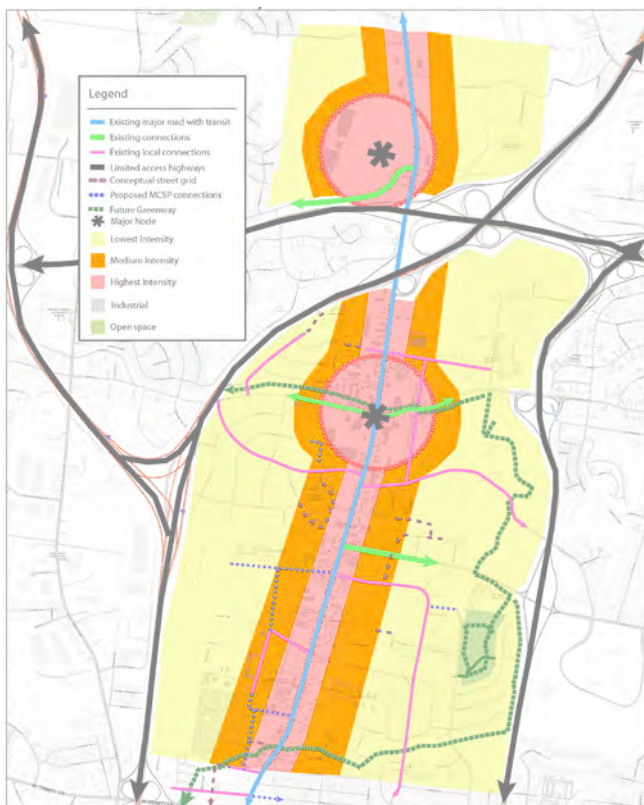 Legend
Existing major road with transit
Existing connections
Existing local connections
Limited access highways
Conceptual street grid
Proposed MCSP connections
Future Greenway
Major Node
Lowest Intensity
Medium Intensity
Highest Intensity
Industrial
Open space